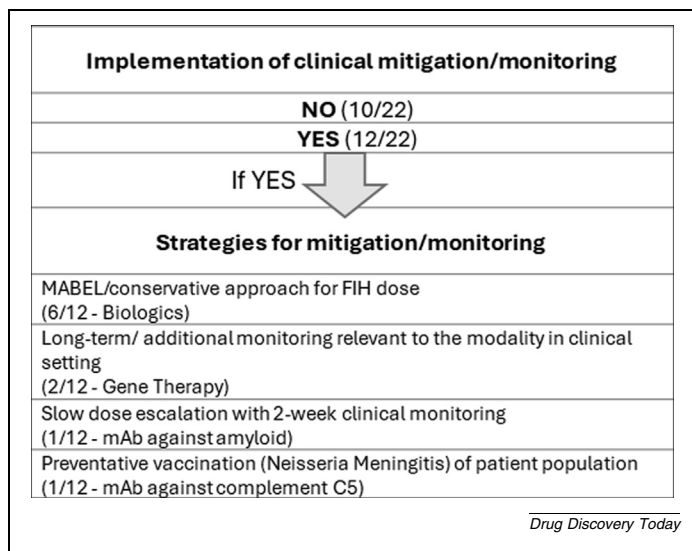 Implementation of clinical mitigation/monitoring
NO (10/22)
YES (12/22)
If YES
Strategies for mitigation/monitoring
MABEL/conservative approach for FIH dose
(6/12 - Biologics)
Long-term/ additional monitoring relevant to the modality in clinical
setting
(2/12 - Gene Therapy)
Slow dose escalation with 2-week clinical monitoring
(1/12 - mAb against amyloid)
Preventative vaccination (Neisseria Meningitis) of patient population
(1/12 - mAb against complement C5)
Drug Discovery Today